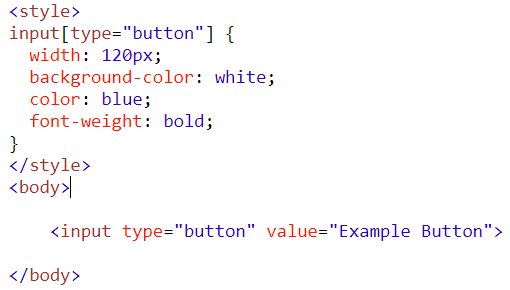 <style>
input[type="button"] {
  width: 120px;
  background-color: white;
  color: blue;
  font-weight: bold;
}
</style>
<body>
    <input type="button" value="Example Button">
</body>